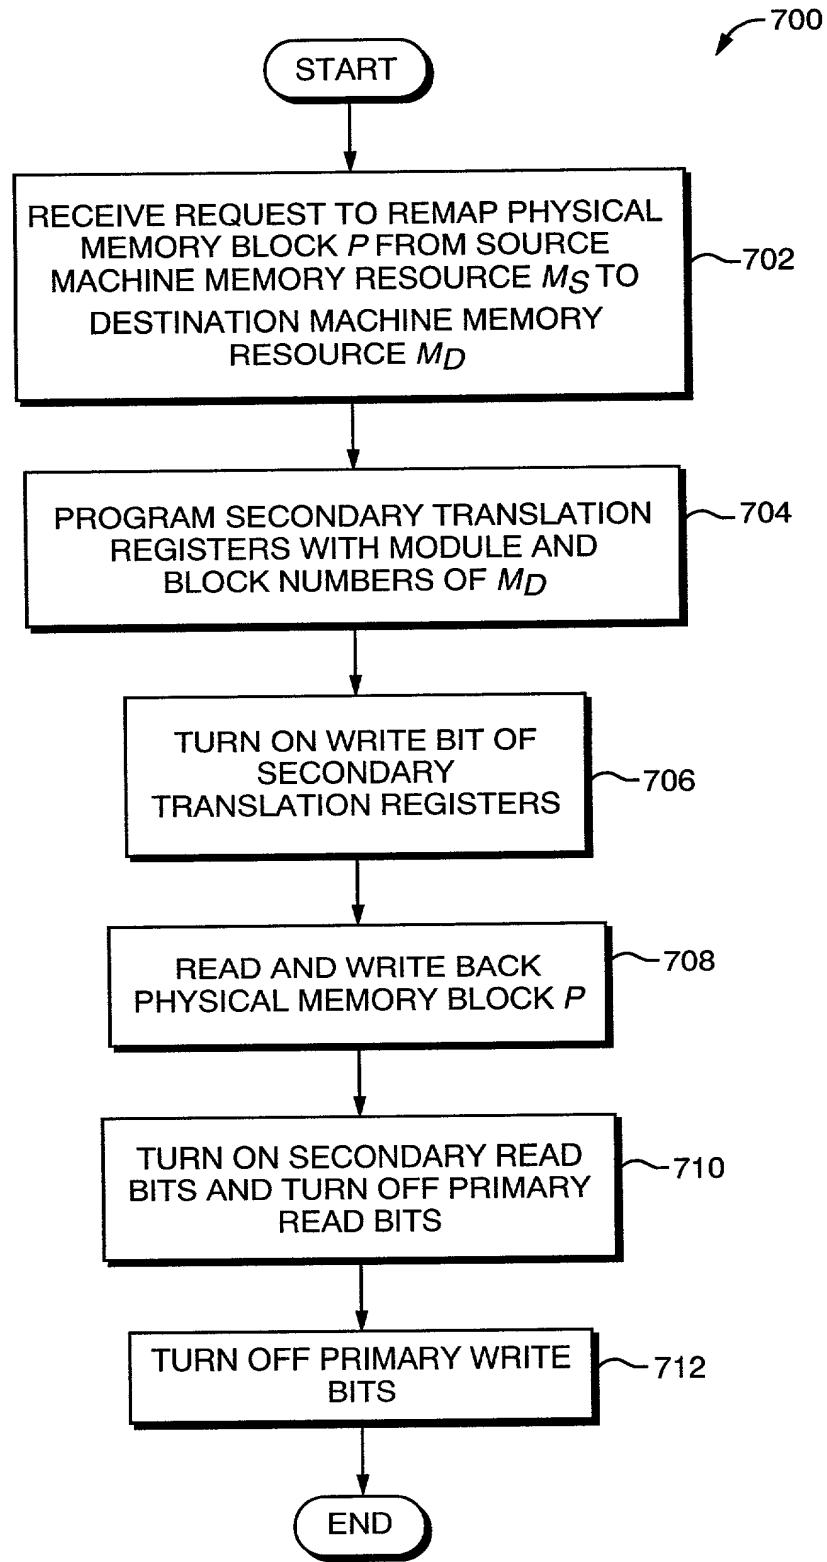 700
START
RECEIVE REQUEST TO REMAP PHYSICAL
MEMORY BLOCK P FROM SOURCE
MACHINE MEMORY RESOURCE MS TO
DESTINATION MACHINE MEMORY
RESOURCE MD
702
PROGRAM SECONDARY TRANSLATION
REGISTERS WITH MODULE AND
BLOCK NUMBERS OF MD
704
TURN ON WRITE BIT OF
SECONDARY
TRANSLATION REGISTERS
706
READ AND WRITE BACK
PHYSICAL MEMORY BLOCK P
708
TURN ON SECONDARY READ
BITS AND TURN OFF PRIMARY
READ BITS
710
TURN OFF PRIMARY WRITE
BITS
712
END